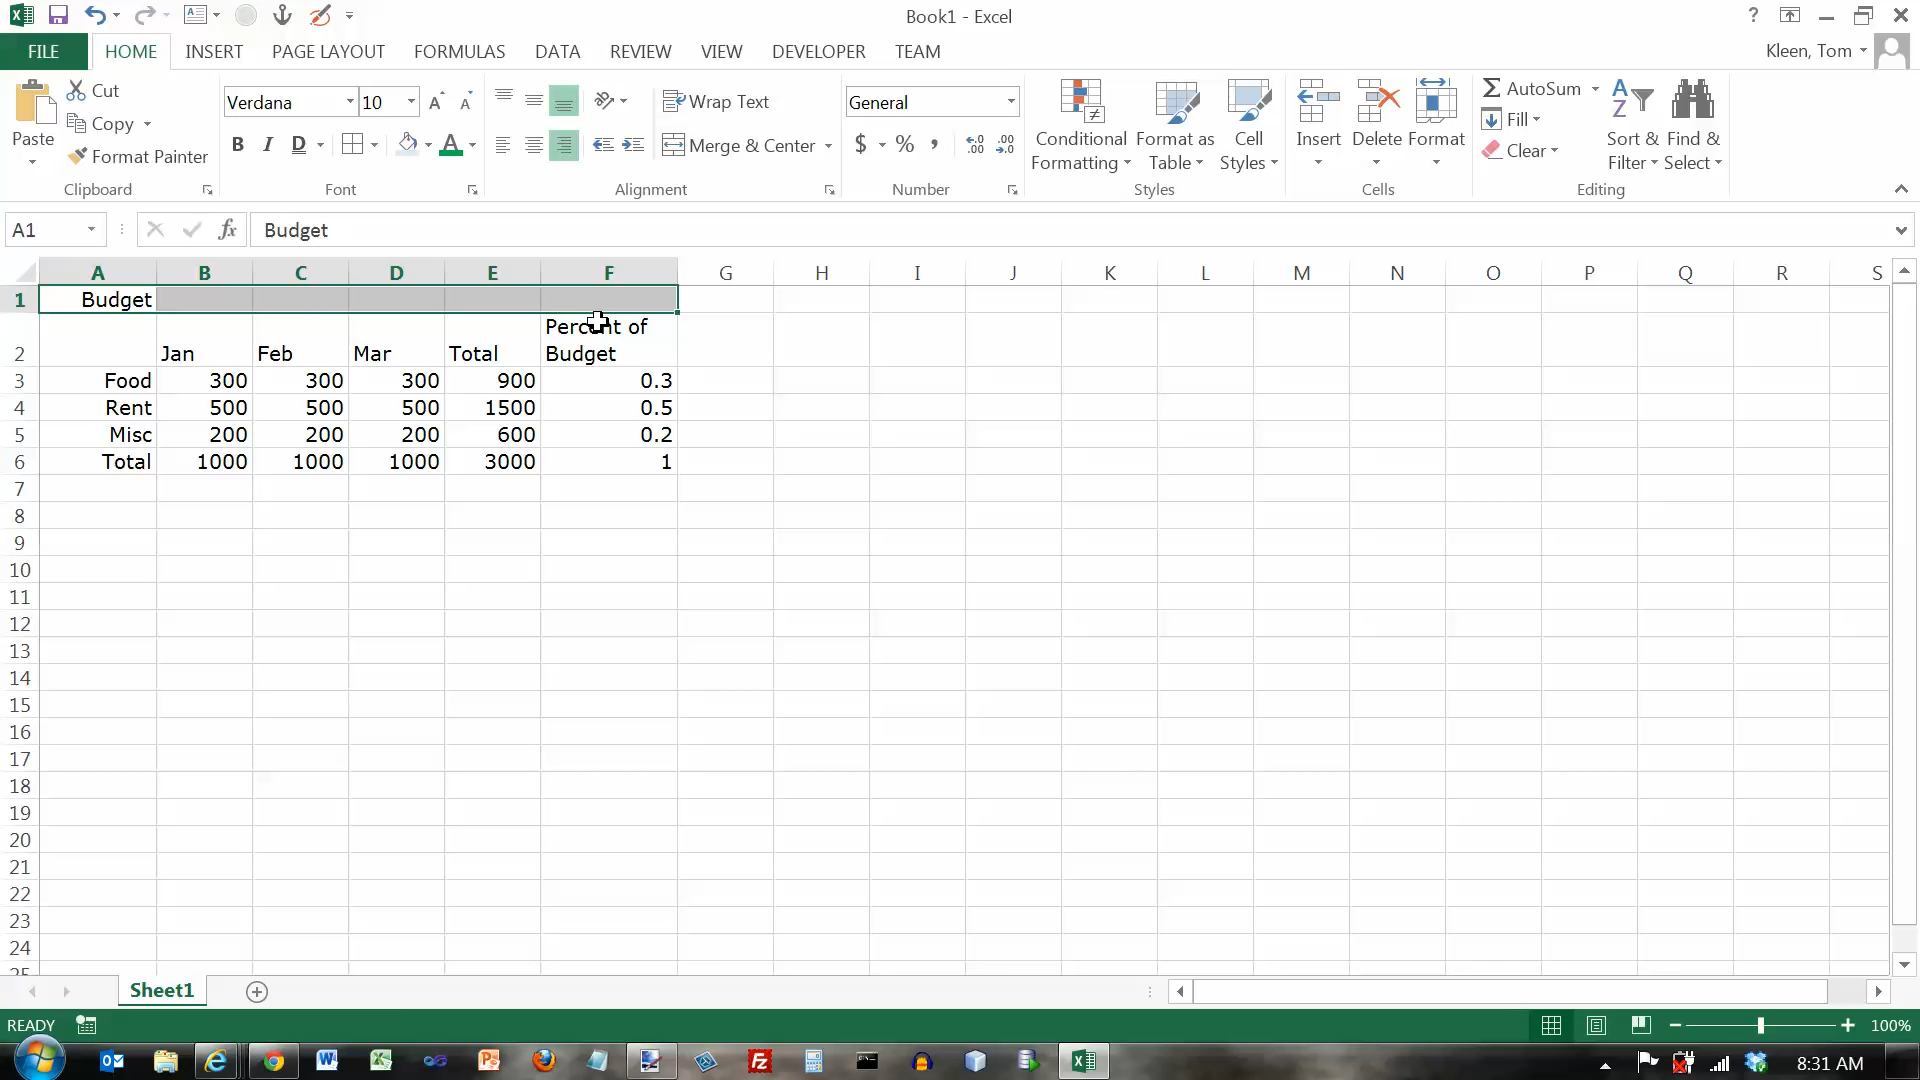 Book1 - Excel
?
FILE HOME INSERT PAGE LAYOUT FORMULAS DATA REVIEW VIEW DEVELOPER TEAM
Kleen, Tom
Paste
Cut
Copy
Format Painter
Clipboard
Verdana 10
B I D
Font
Wrap Text
Merge & Center
Alignment
General
$ % ,
Number
Conditional Formatting
Format as Table
Cell Styles
Styles
Insert
Delete
Format
Cells
AutoSum
Fill
Clear
Sort & Filter
Find & Select
Editing
A1 fx Budget
A B C D E F G H I J K L M N O P Q R S
1 Budget
Percent of
2 Jan Feb Mar Total Budget
3 Food 300 300 300 900 0.3
4 Rent 500 500 500 1500 0.5
5 Misc 200 200 200 600 0.2
6 Total 1000 1000 1000 3000 1
7
8
9
10
11
12
13
14
15
16
17
18
19
20
21
22
23
24
25
Sheet1
READY
100%
8:31 AM